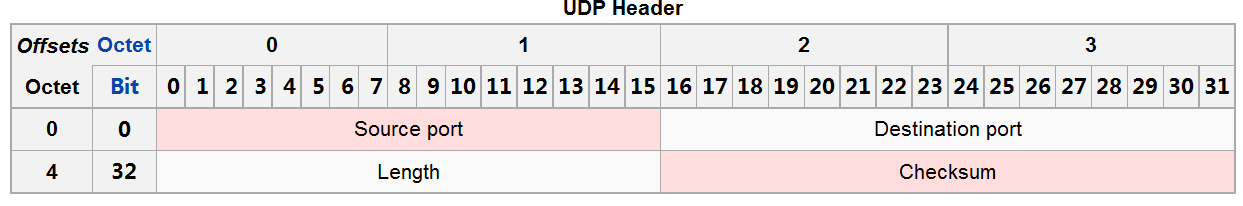 UDP Header
Offsets Octet 0 1 2 3
Octet Bit 0 1 2 3 4 5 6 7 8 9 10 11 12 13 14 15 16 17 18 19 20 21 22 23 24 25 26 27 28 29 30 31
0 0 Source port Destination port
4 32 Length Checksum